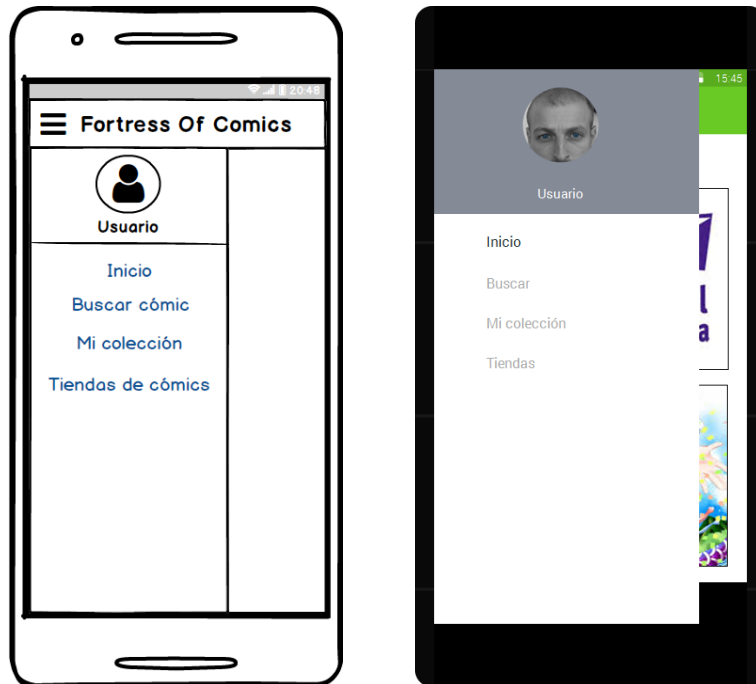 20:48
Fortress Of Comics
Usuario
Inicio
Buscar cómic
Mi colección
Tiendas de cómics
15:45
Usuario
Inicio
Buscar
Mi colección
Tiendas
l
a